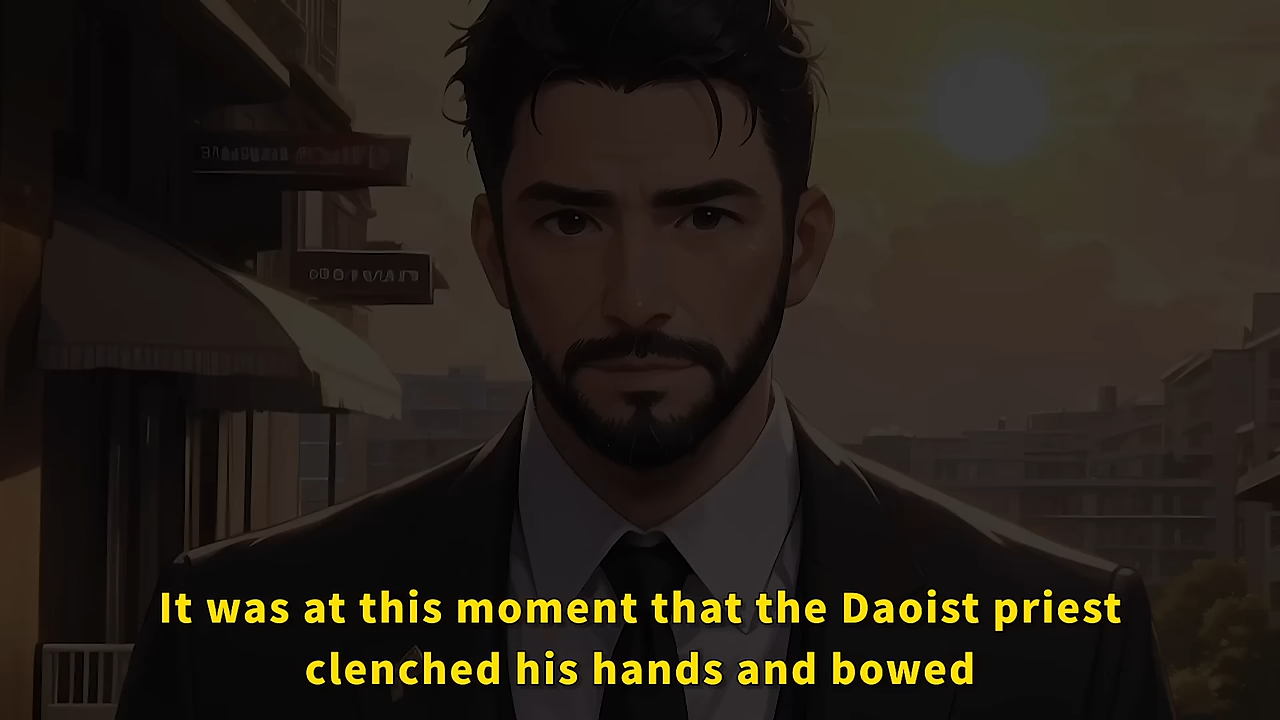 It was at this moment that the Daoist priest
clenched his hands and bowed